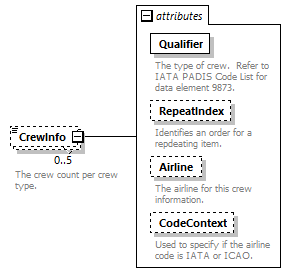 attributes
Qualifier
The type of crew.  Refer to
IATA PADIS Code List for
data element 9873.
RepeatIndex
Identifies an order for a
repdeating item.
CrewInfo
0..5
The crew count per crew
type.
Airline
The airline for this crew
information.
CodeContext
Used to specify if the airline
code is IATA or ICAO.